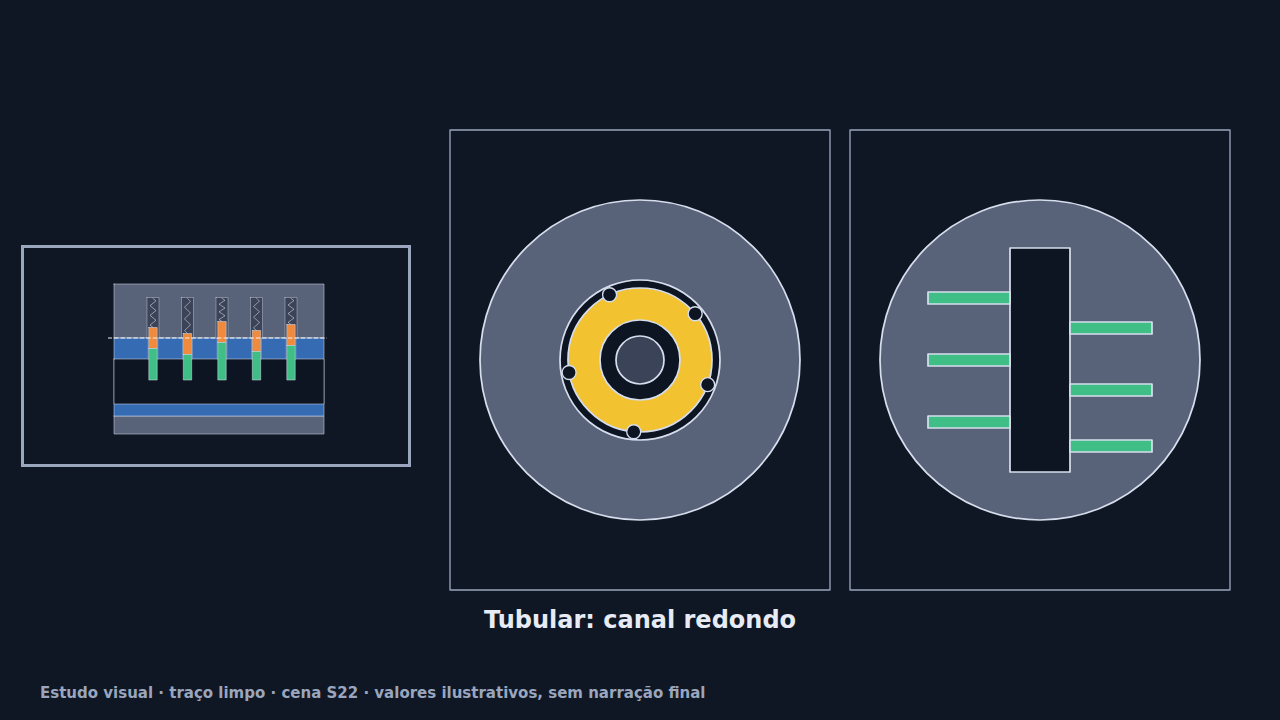 Tubular: canal redondo
Estudo visual · traço limpo · cena S22 · valores ilustrativos, sem narração final